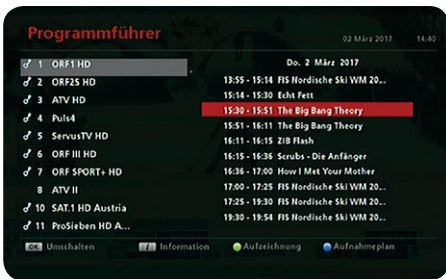 Programmführer
02 März 2017 14:40
1 ORF1 HD
2 ORF2S HD
3 ATV HD
4 Puls4
5 ServusTV HD
6 ORF III HD
7 ORF SPORT+ HD
8 ATV II
10 SAT.1 HD Austria
11 ProSieben HD A...
Do. 2 März 2017
13:55 - 15:14 FIS Nordische Ski WM 20...
15:14 - 15:30 Echt Fett
15:30 - 15:51 The Big Bang Theory
15:51 - 16:11 The Big Bang Theory
16:11 - 16:15 ZIB Flash
16:15 - 16:36 Scrubs - Die Anfänger
16:36 - 17:00 How I Met Your Mother
17:00 - 17:25 FIS Nordische Ski WM 20...
17:25 - 19:30 FIS Nordische Ski WM 20...
19:30 - 19:54 FIS Nordische Ski WM 20...
OK Umschalten i Information Aufzeichnung Aufnahmeplan